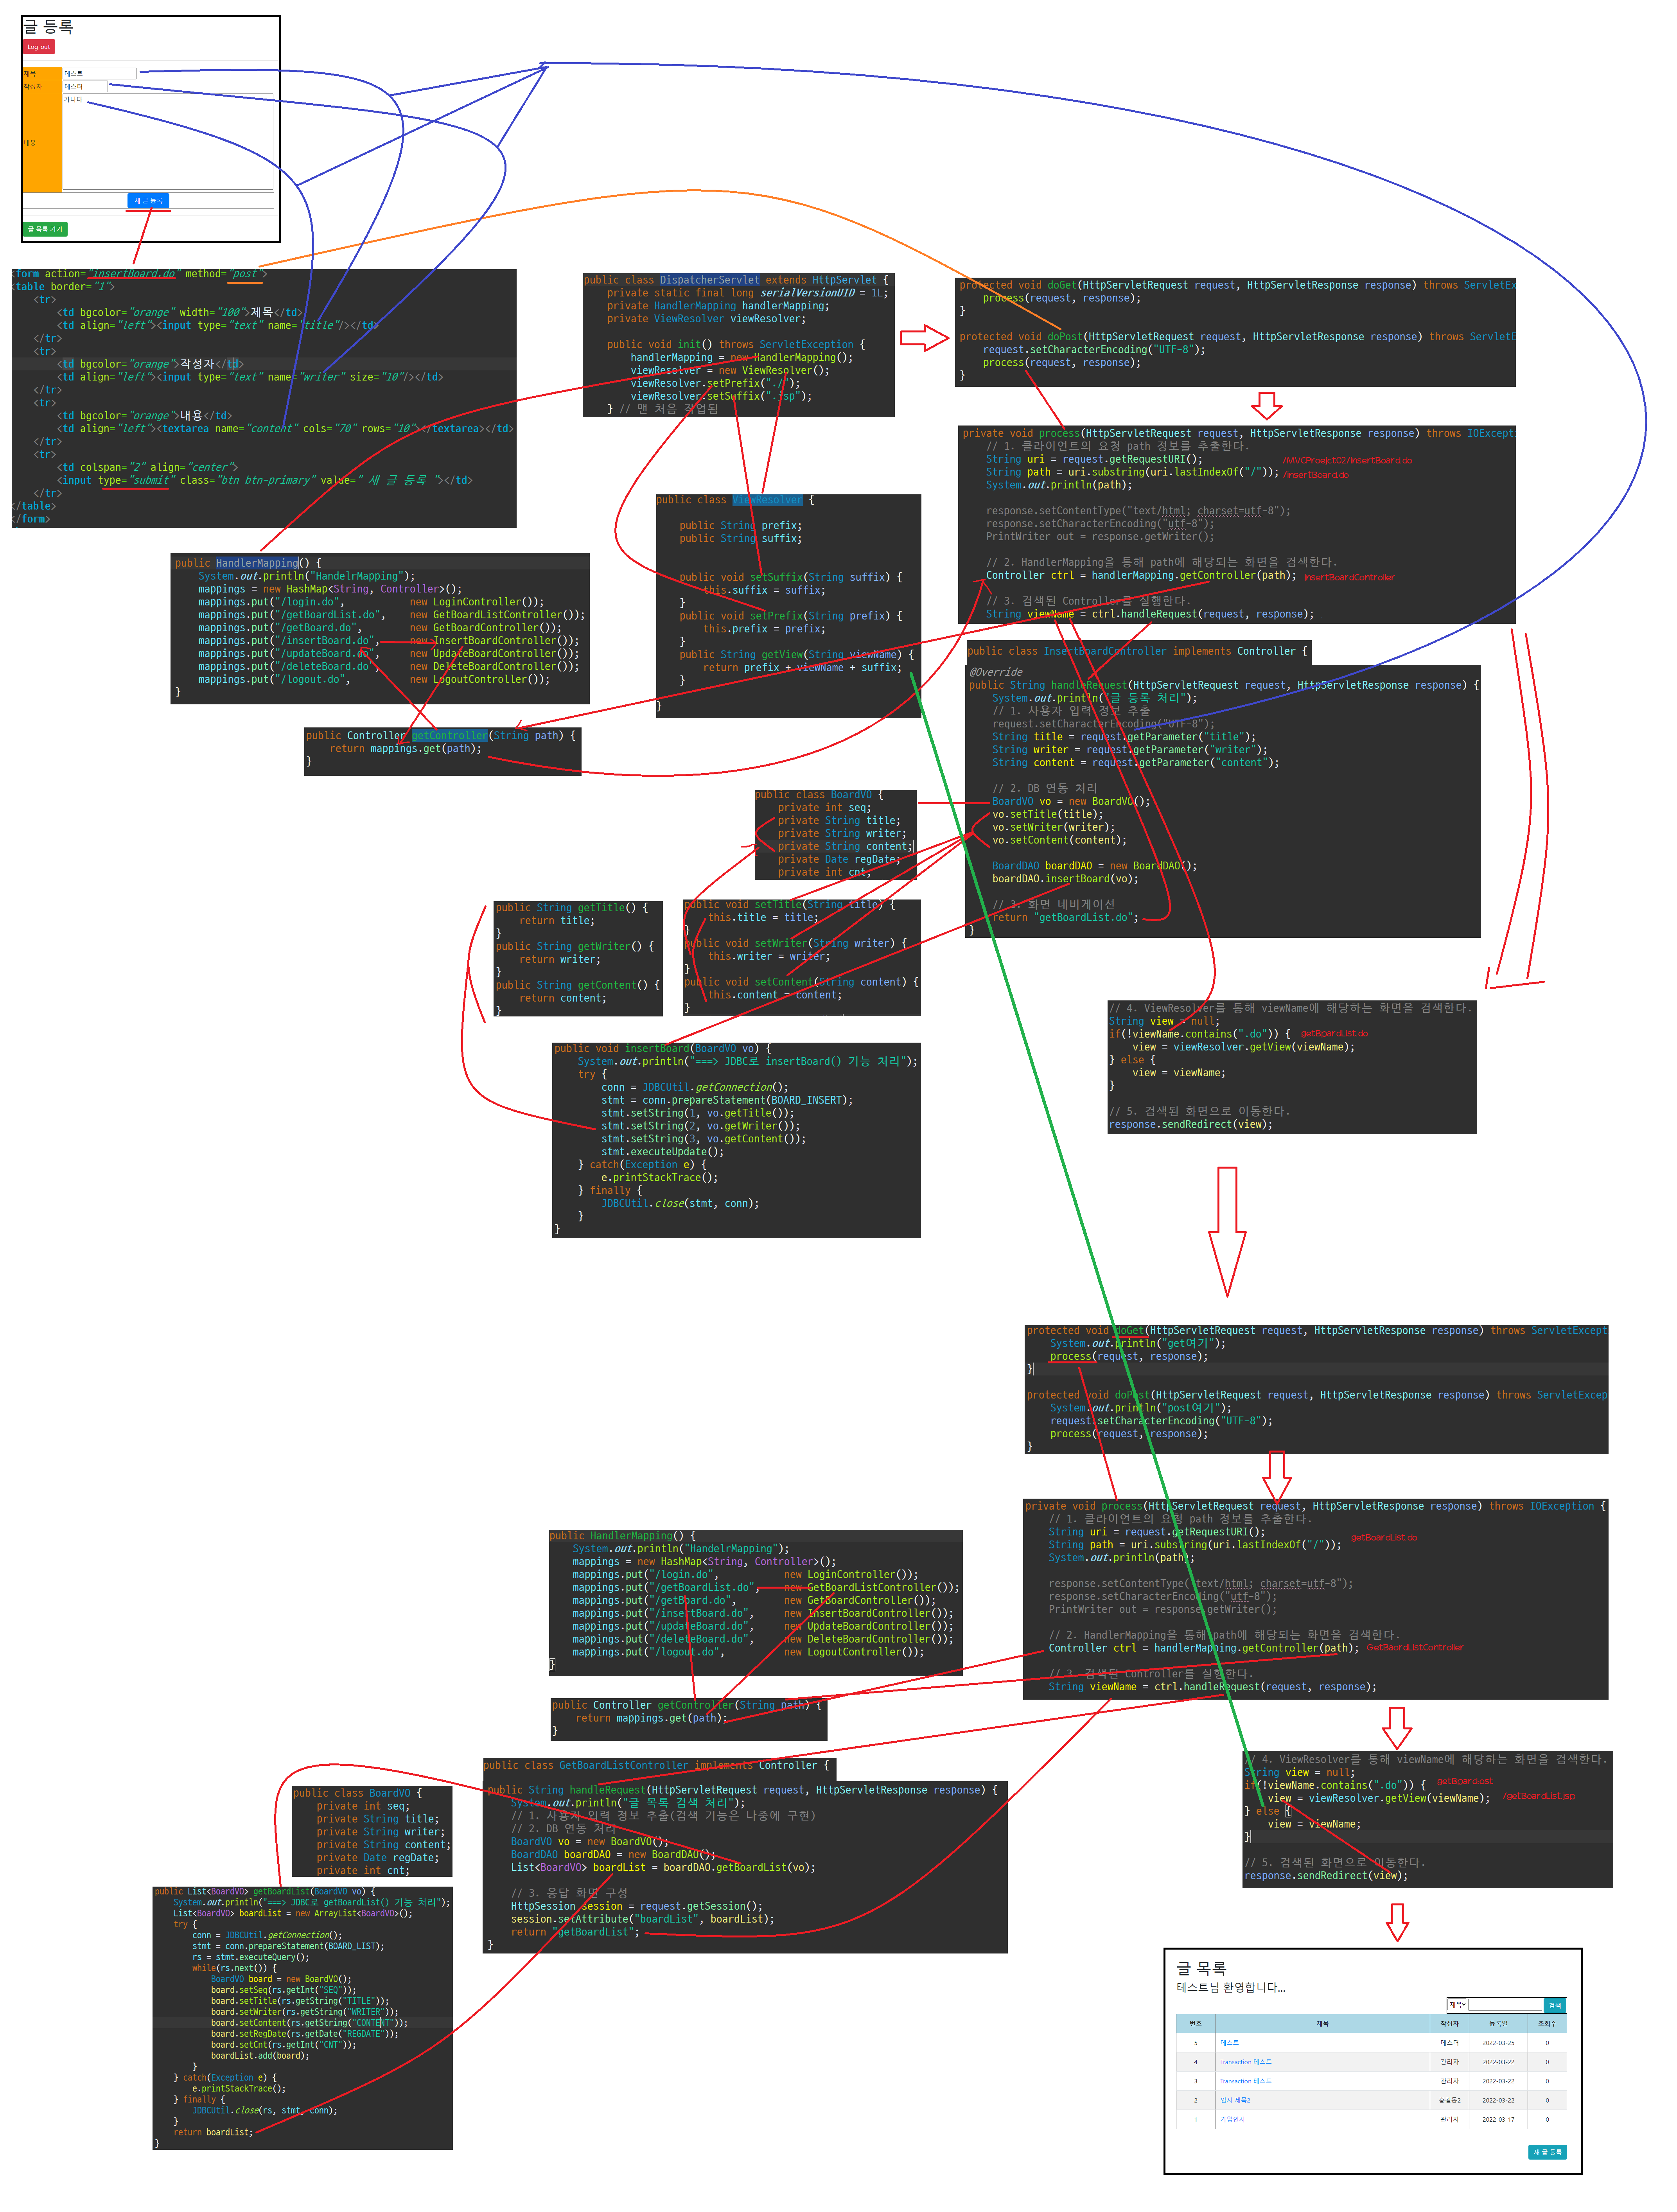 글 등록
Log-out
제목
테스트
작성자
테스터
내용
가나다
새 글 등록
글 목록 가기
<form action="insertBoard.do" method="post">
<table border="1">
<tr>
<td bgcolor="orange" width="100">제목</td>
<td align="left"><input type="text" name="title"/></td>
</tr>
<tr>
<td bgcolor="orange">작성자</td>
<td align="left"><input type="text" name="writer" size="10"/></td>
</tr>
<tr>
<td bgcolor="orange">내용</td>
<td align="left"><textarea name="content" cols="70" rows="10"></textarea></td>
</tr>
<tr>
<td colspan="2" align="center">
<input type="submit" class="btn btn-primary" value=" 새 글 등록 "></td>
</tr>
</table>
</form>
public class DispatcherServlet extends HttpServlet {
private static final long serialVersionUID = 1L;
private HandlerMapping handlerMapping;
private ViewResolver viewResolver;
public void init() throws ServletException {
handlerMapping = new HandlerMapping();
viewResolver = new ViewResolver();
viewResolver.setPrefix("./");
viewResolver.setSuffix(".jsp");
} // 맨 처음 작업됨
protected void doGet(HttpServletRequest request, HttpServletResponse response) throws ServletEx
process(request, response);
}
protected void doPost(HttpServletRequest request, HttpServletResponse response) throws ServletE
request.setCharacterEncoding("UTF-8");
process(request, response);
}
private void process(HttpServletRequest request, HttpServletResponse response) throws IOExcepti
// 1. 클라이언트의 요청 path 정보를 추출한다.
String uri = request.getRequestURI();
/MVCProejct02/insertBoard.do
String path = uri.substring(uri.lastIndexOf("/"));
/insertBoard.do
System.out.println(path);
response.setContentType("text/html; charset=utf-8");
response.setCharacterEncoding("utf-8");
PrintWriter out = response.getWriter();
// 2. HandlerMapping을 통해 path에 해당되는 화면을 검색한다.
Controller ctrl = handlerMapping.getController(path);
InsertBoardController
// 3. 검색된 Controller를 실행한다.
String viewName = ctrl.handleRequest(request, response);
public class ViewResolver {
public String prefix;
public String suffix;
public void setSuffix(String suffix) {
this.suffix = suffix;
}
public void setPrefix(String prefix) {
this.prefix = prefix;
}
public String getView(String viewName) {
return prefix + viewName + suffix;
}
}
public HandlerMapping() {
System.out.println("HandelrMapping");
mappings = new HashMap<String, Controller>();
mappings.put("/login.do", new LoginController());
mappings.put("/getBoardList.do", new GetBoardListController());
mappings.put("/getBoard.do", new GetBoardController());
mappings.put("/insertBoard.do", new InsertBoardController());
mappings.put("/updateBoard.do", new UpdateBoardController());
mappings.put("/deleteBoard.do", new DeleteBoardController());
mappings.put("/logout.do", new LogoutController());
}
public Controller getController(String path) {
return mappings.get(path);
}
public class InsertBoardController implements Controller {
@Override
public String handleRequest(HttpServletRequest request, HttpServletResponse response) {
System.out.println("글 등록 처리");
// 1. 사용자 입력 정보 추출
request.setCharacterEncoding("UTF-8");
String title = request.getParameter("title");
String writer = request.getParameter("writer");
String content = request.getParameter("content");
// 2. DB 연동 처리
BoardVO vo = new BoardVO();
vo.setTitle(title);
vo.setWriter(writer);
vo.setContent(content);
BoardDAO boardDAO = new BoardDAO();
boardDAO.insertBoard(vo);
// 3. 화면 네비게이션
return "getBoardList.do";
}
public class BoardVO {
private int seq;
private String title;
private String writer;
private String content;
private Date regDate;
private int cnt;
public String getTitle() {
return title;
}
public String getWriter() {
return writer;
}
public String getContent() {
return content;
}
public void setTitle(String title) {
this.title = title;
}
public void setWriter(String writer) {
this.writer = writer;
}
public void setContent(String content) {
this.content = content;
}
public void insertBoard(BoardVO vo) {
System.out.println("===> JDBC로 insertBoard() 기능 처리");
try {
conn = JDBCUtil.getConnection();
stmt = conn.prepareStatement(BOARD_INSERT);
stmt.setString(1, vo.getTitle());
stmt.setString(2, vo.getWriter());
stmt.setString(3, vo.getContent());
stmt.executeUpdate();
} catch(Exception e) {
e.printStackTrace();
} finally {
JDBCUtil.close(stmt, conn);
}
}
// 4. ViewResolver를 통해 viewName에 해당하는 화면을 검색한다.
String view = null;
if(!viewName.contains(".do")) {
getBoardList.do
view = viewResolver.getView(viewName);
} else {
view = viewName;
}
// 5. 검색된 화면으로 이동한다.
response.sendRedirect(view);
protected void doGet(HttpServletRequest request, HttpServletResponse response) throws ServletExcept
System.out.println("get여기");
process(request, response);
}
protected void doPost(HttpServletRequest request, HttpServletResponse response) throws ServletExcep
System.out.println("post여기");
request.setCharacterEncoding("UTF-8");
process(request, response);
}
private void process(HttpServletRequest request, HttpServletResponse response) throws IOException {
// 1. 클라이언트의 요청 path 정보를 추출한다.
String uri = request.getRequestURI();
getBoardList.do
String path = uri.substring(uri.lastIndexOf("/"));
System.out.println(path);
response.setContentType("text/html; charset=utf-8");
response.setCharacterEncoding("utf-8");
PrintWriter out = response.getWriter();
// 2. HandlerMapping을 통해 path에 해당되는 화면을 검색한다.
Controller ctrl = handlerMapping.getController(path);
GetBaordListController
// 3. 검색된 Controller를 실행한다.
String viewName = ctrl.handleRequest(request, response);
public HandlerMapping() {
System.out.println("HandelrMapping");
mappings = new HashMap<String, Controller>();
mappings.put("/login.do", new LoginController());
mappings.put("/getBoardList.do", new GetBoardListController());
mappings.put("/getBoard.do", new GetBoardController());
mappings.put("/insertBoard.do", new InsertBoardController());
mappings.put("/updateBoard.do", new UpdateBoardController());
mappings.put("/deleteBoard.do", new DeleteBoardController());
mappings.put("/logout.do", new LogoutController());
}
public Controller getController(String path) {
return mappings.get(path);
}
public class GetBoardListController implements Controller {
public String handleRequest(HttpServletRequest request, HttpServletResponse response) {
System.out.println("글 목록 검색 처리");
// 1. 사용자 입력 정보 추출(검색 기능은 나중에 구현)
// 2. DB 연동 처리
BoardVO vo = new BoardVO();
BoardDAO boardDAO = new BoardDAO();
List<BoardVO> boardList = boardDAO.getBoardList(vo);
// 3. 응답 화면 구성
HttpSession session = request.getSession();
session.setAttribute("boardList", boardList);
return "getBoardList";
}
public class BoardVO {
private int seq;
private String title;
private String writer;
private String content;
private Date regDate;
private int cnt;
public List<BoardVO> getBoardList(BoardVO vo) {
System.out.println("===> JDBC로 getBoardList() 기능 처리");
List<BoardVO> boardList = new ArrayList<BoardVO>();
try {
conn = JDBCUtil.getConnection();
stmt = conn.prepareStatement(BOARD_LIST);
rs = stmt.executeQuery();
while(rs.next()) {
BoardVO board = new BoardVO();
board.setSeq(rs.getInt("SEQ"));
board.setTitle(rs.getString("TITLE"));
board.setWriter(rs.getString("WRITER"));
board.setContent(rs.getString("CONTENT"));
board.setRegDate(rs.getDate("REGDATE"));
board.setCnt(rs.getInt("CNT"));
boardList.add(board);
}
} catch(Exception e) {
e.printStackTrace();
} finally {
JDBCUtil.close(rs, stmt, conn);
}
return boardList;
}
// 4. ViewResolver를 통해 viewName에 해당하는 화면을 검색한다.
String view = null;
if(!viewName.contains(".do")) {
view = viewResolver.getView(viewName);
/getBoardList.jsp
} else {
view = viewName;
}
// 5. 검색된 화면으로 이동한다.
response.sendRedirect(view);
글 목록
테스트님 환영합니다...
제목
검색
번호 제목 작성자 등록일 조회수
5 테스트 테스터 2022-03-25 0
4 Transaction 테스트 관리자 2022-03-22 0
3 Transaction 테스트 관리자 2022-03-22 0
2 임시 제목2 홍길동2 2022-03-22 0
1 가입인사 관리자 2022-03-17 0
새 글 등록